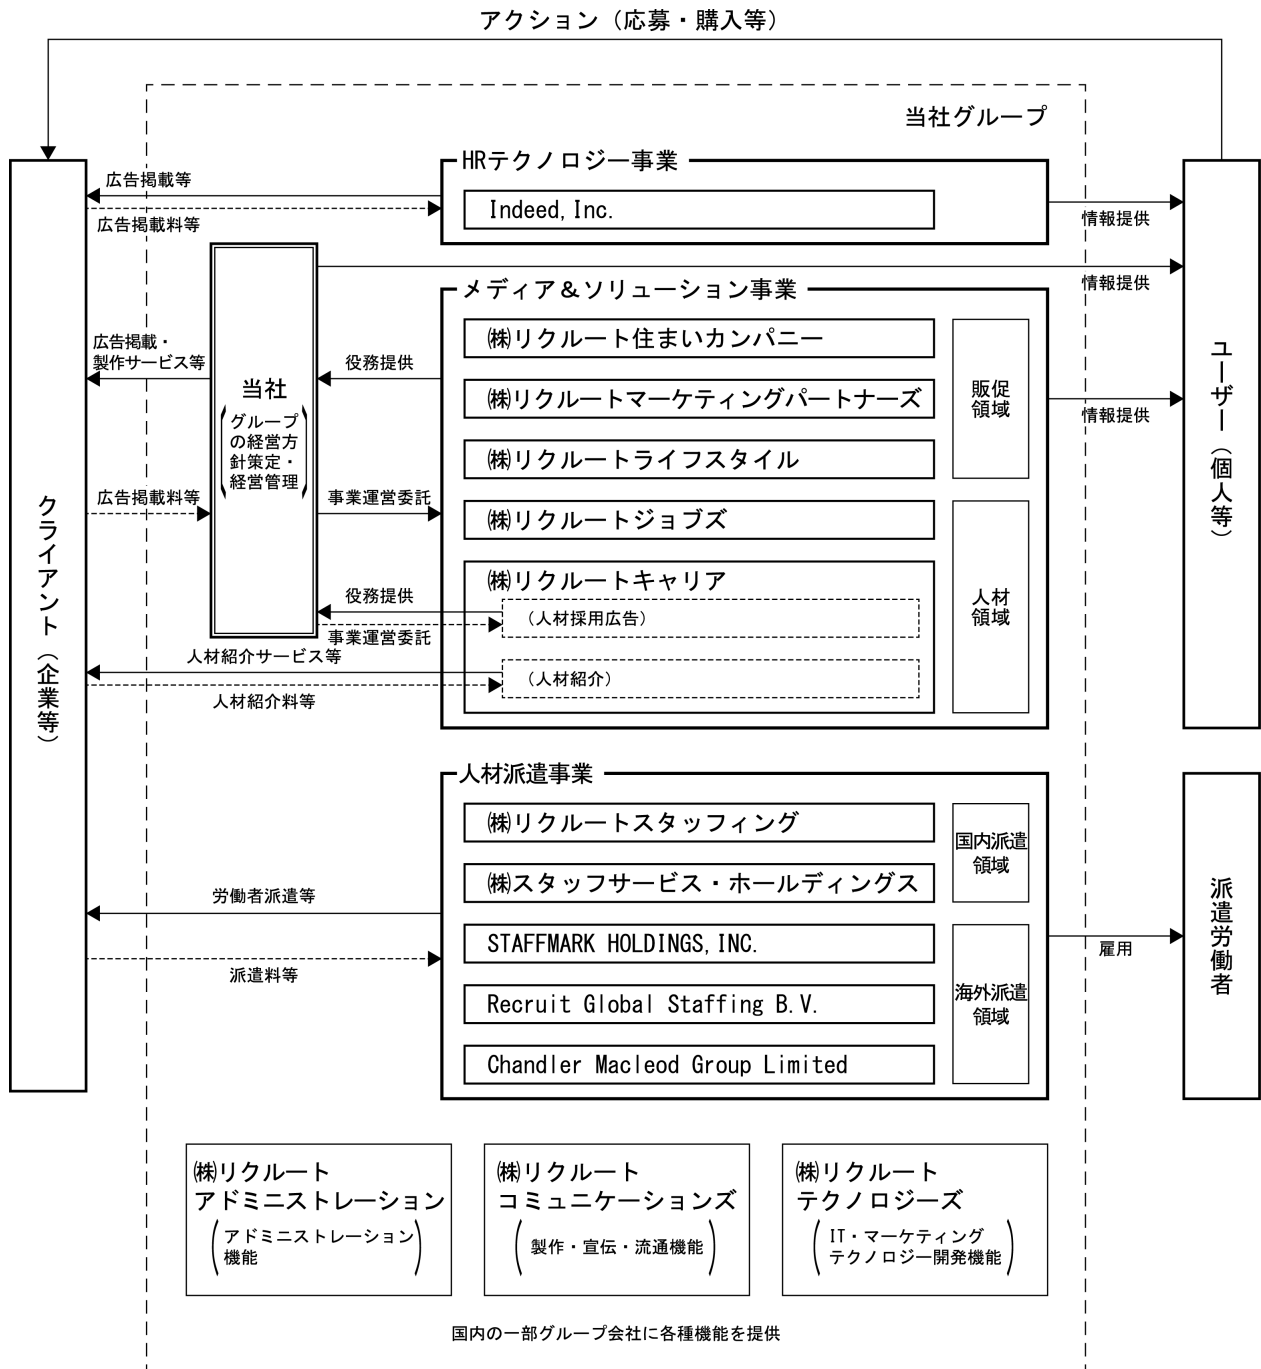 アクション（応募・購入等）
当社グループ
HRテクノロジー事業
Indeed, Inc.
広告掲載等
広告掲載料等
情報提供
情報提供
メディア＆ソリューション事業
㈱リクルート住まいカンパニー
㈱リクルートマーケティングパートナーズ
㈱リクルートライフスタイル
販促
領域
㈱リクルートジョブズ
㈱リクルートキャリア
（人材採用広告）
（人材紹介）
人材
領域
情報提供
広告掲載・
製作サービス等
役務提供
当社
グループ
の経営方
針策定・
経営管理
広告掲載料等
事業運営委託
役務提供
事業運営委託
人材紹介サービス等
人材紹介料等
クライアント（企業等）
ユーザー（個人等）
人材派遣事業
㈱リクルートスタッフィング
㈱スタッフサービス・ホールディングス
国内派遣
領域
STAFFMARK HOLDINGS, INC.
Recruit Global Staffing B.V.
Chandler Macleod Group Limited
海外派遣
領域
労働者派遣等
派遣料等
雇用
派遣労働者
㈱リクルート
アドミニストレーション
（アドミニストレーション
機能）
㈱リクルート
コミュニケーションズ
（製作・宣伝・流通機能）
㈱リクルート
テクノロジーズ
（IT・マーケティング
テクノロジー開発機能）
国内の一部グループ会社に各種機能を提供